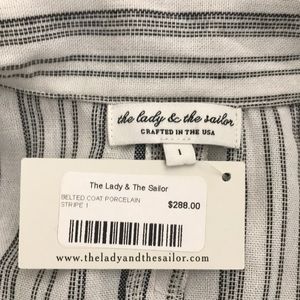 the lady & the sailor
CRAFTED IN THE USA
1
The Lady & The Sailor
BELTED COAT PORCELAIN
STRIPE 1
$288.00
www.theladyandthesailor.com